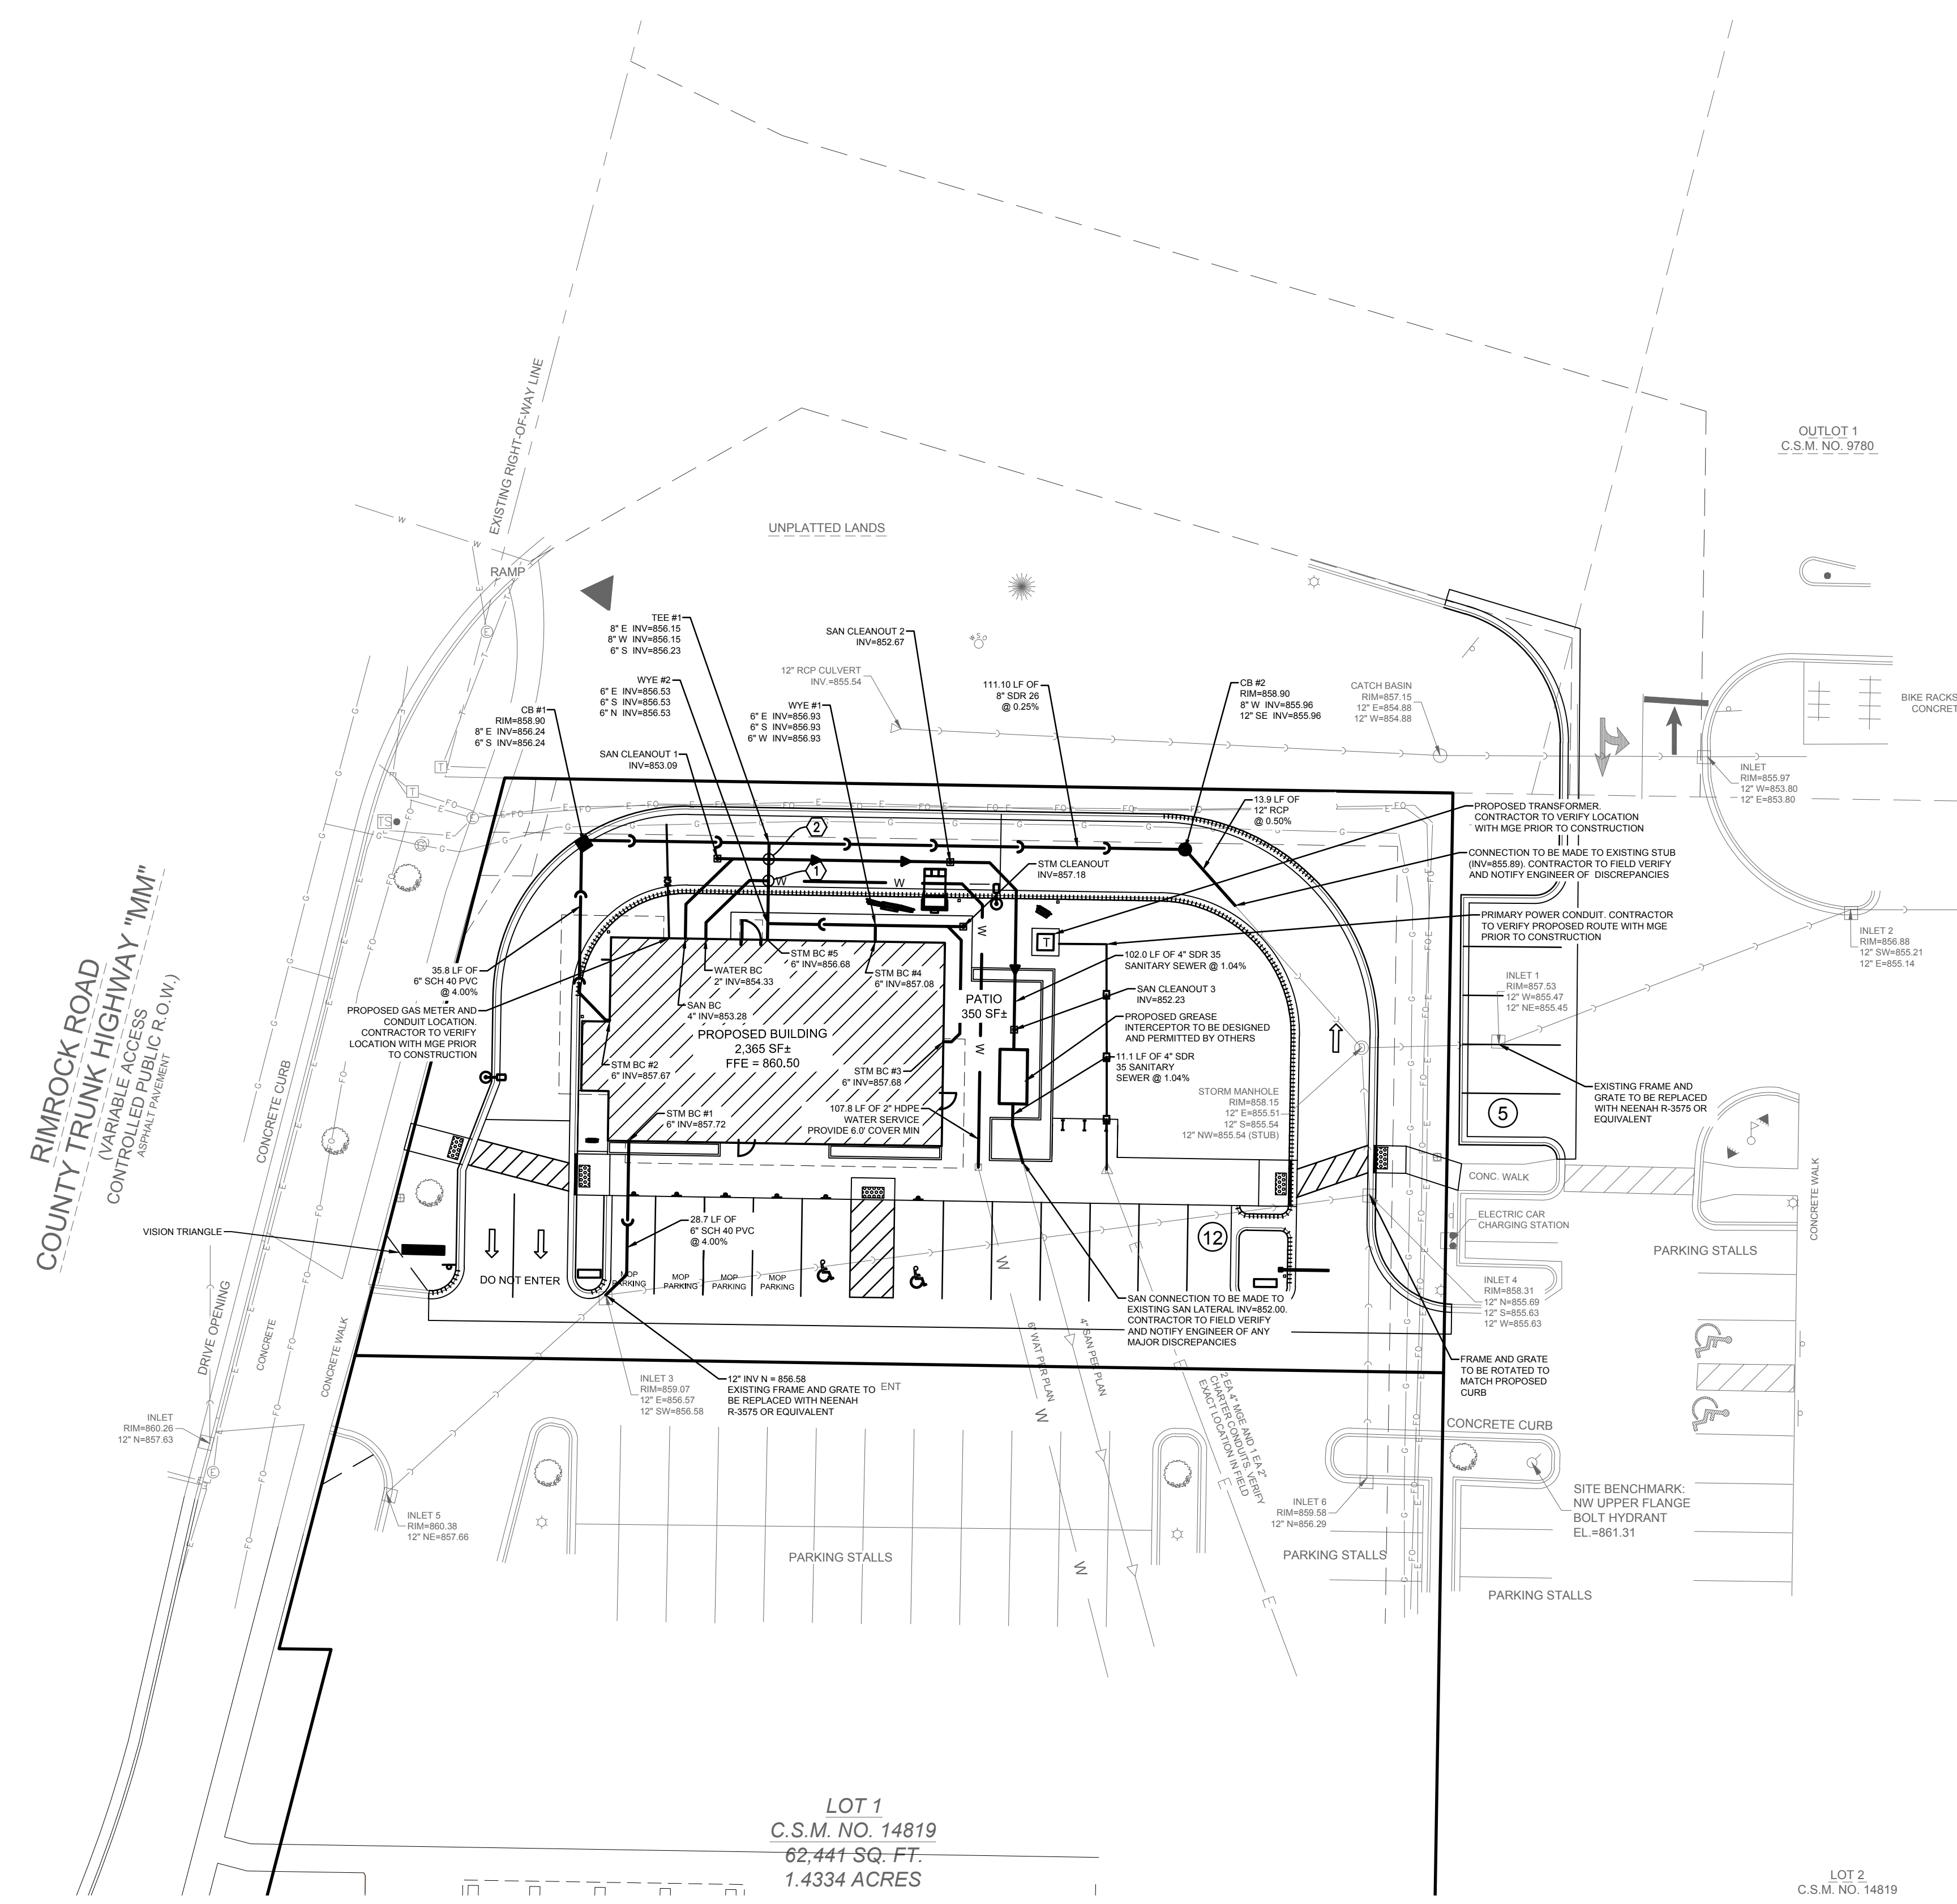 OUTLOT 1
C.S.M. NO. 9780
EXISTING RIGHT-OF-WAY LINE
UNPLATTED LANDS
RAMP
TEE #1
8" E INV=856.15
8" W INV=856.15
6" S INV=856.23
SAN CLEANOUT 2
INV=852.67
12" RCP CULVERT
INV.=855.54
WYE #2
6" E INV=856.53
6" S INV=856.53
6" N INV=856.53
111.10 LF OF
8" SDR 26
@ 0.25%
CB #2
RIM=858.90
8" W INV=855.96
12" SE INV=855.96
CATCH BASIN
RIM=857.15
12" E=854.88
12" W=854.88
BIKE RACKS
CONCRET
CB #1
RIM=858.90
8" E INV=856.24
6" S INV=856.24
WYE #1
6" E INV=856.93
6" S INV=856.93
6" W INV=856.93
SAN CLEANOUT 1
INV=853.09
INLET
RIM=855.97
12" W=853.80
12" E=853.80
13.9 LF OF
12" RCP
@ 0.50%
PROPOSED TRANSFORMER.
CONTRACTOR TO VERIFY LOCATION
WITH MGE PRIOR TO CONSTRUCTION
2
1
STM CLEANOUT
INV=857.18
CONNECTION TO BE MADE TO EXISTING STUB
(INV=855.89). CONTRACTOR TO FIELD VERIFY
AND NOTIFY ENGINEER OF DISCREPANCIES
PRIMARY POWER CONDUIT. CONTRACTOR
TO VERIFY PROPOSED ROUTE WITH MGE
PRIOR TO CONSTRUCTION
INLET 2
RIM=856.88
12" SW=855.21
12" E=855.14
RIMROCK ROAD
COUNTY TRUNK HIGHWAY "MM"
(VARIABLE ACCESS
CONTROLLED PUBLIC R.O.W.)
ASPHALT PAVEMENT
35.8 LF OF
6" SCH 40 PVC
@ 4.00%
STM BC #5
6" INV=856.68
WATER BC
2" INV=854.33
STM BC #4
6" INV=857.08
102.0 LF OF 4" SDR 35
SANITARY SEWER @ 1.04%
INLET 1
RIM=857.53
12" W=855.47
12" NE=855.45
PROPOSED GAS METER AND
CONDUIT LOCATION.
CONTRACTOR TO VERIFY
LOCATION WITH MGE PRIOR
TO CONSTRUCTION
SAN BC
4" INV=853.28
PATIO
350 SF±
SAN CLEANOUT 3
INV=852.23
PROPOSED BUILDING
2,365 SF±
FFE = 860.50
PROPOSED GREASE
INTERCEPTOR TO BE DESIGNED
AND PERMITTED BY OTHERS
STM BC #2
6" INV=857.67
STM BC #3
6" INV=857.68
11.1 LF OF 4" SDR
35 SANITARY
SEWER @ 1.04%
STORM MANHOLE
RIM=858.15
12" E=855.51
12" S=855.54
12" NW=855.54 (STUB)
EXISTING FRAME AND
GRATE TO BE REPLACED
WITH NEENAH R-3575 OR
EQUIVALENT
5
STM BC #1
6" INV=857.72
107.8 LF OF 2" HDPE
WATER SERVICE
PROVIDE 6.0' COVER MIN
CONCRETE CURB
CONC. WALK
CONCRETE WALK
VISION TRIANGLE
DO NOT ENTER
28.7 LF OF
6" SCH 40 PVC
@ 4.00%
MOP
PARKING
MOP
PARKING
MOP
PARKING
MOP
PARKING
12
ELECTRIC CAR
CHARGING STATION
PARKING STALLS
SAN CONNECTION TO BE MADE TO
EXISTING SAN LATERAL INV=852.00.
CONTRACTOR TO FIELD VERIFY
AND NOTIFY ENGINEER OF ANY
MAJOR DISCREPANCIES
INLET 4
RIM=858.31
12" N=855.69
12" S=855.63
12" W=855.63
DRIVE OPENING
CONCRETE
CONCRETE WALK
6" WAT PER PLAN
4" SAN PER PLAN
2 EA 4" MGE AND 1 EA 2"
CHARTER CONDUITS. VERIFY
EXACT LOCATION IN FIELD
FRAME AND GRATE
TO BE ROTATED TO
MATCH PROPOSED
CURB
INLET 3
RIM=859.07
12" E=856.57
12" SW=856.58
12" INV N = 856.58
EXISTING FRAME AND GRATE TO
BE REPLACED WITH NEENAH
R-3575 OR EQUIVALENT
ENT
INLET
RIM=860.26
12" N=857.63
CONCRETE CURB
INLET 5
RIM=860.38
12" NE=857.66
INLET 6
RIM=859.58
12" N=856.29
SITE BENCHMARK:
NW UPPER FLANGE
BOLT HYDRANT
EL.=861.31
PARKING STALLS
PARKING STALLS
PARKING STALLS
LOT 1
C.S.M. NO. 14819
62,441 SQ. FT.
1.4334 ACRES
LOT 2
C.S.M. NO. 14819